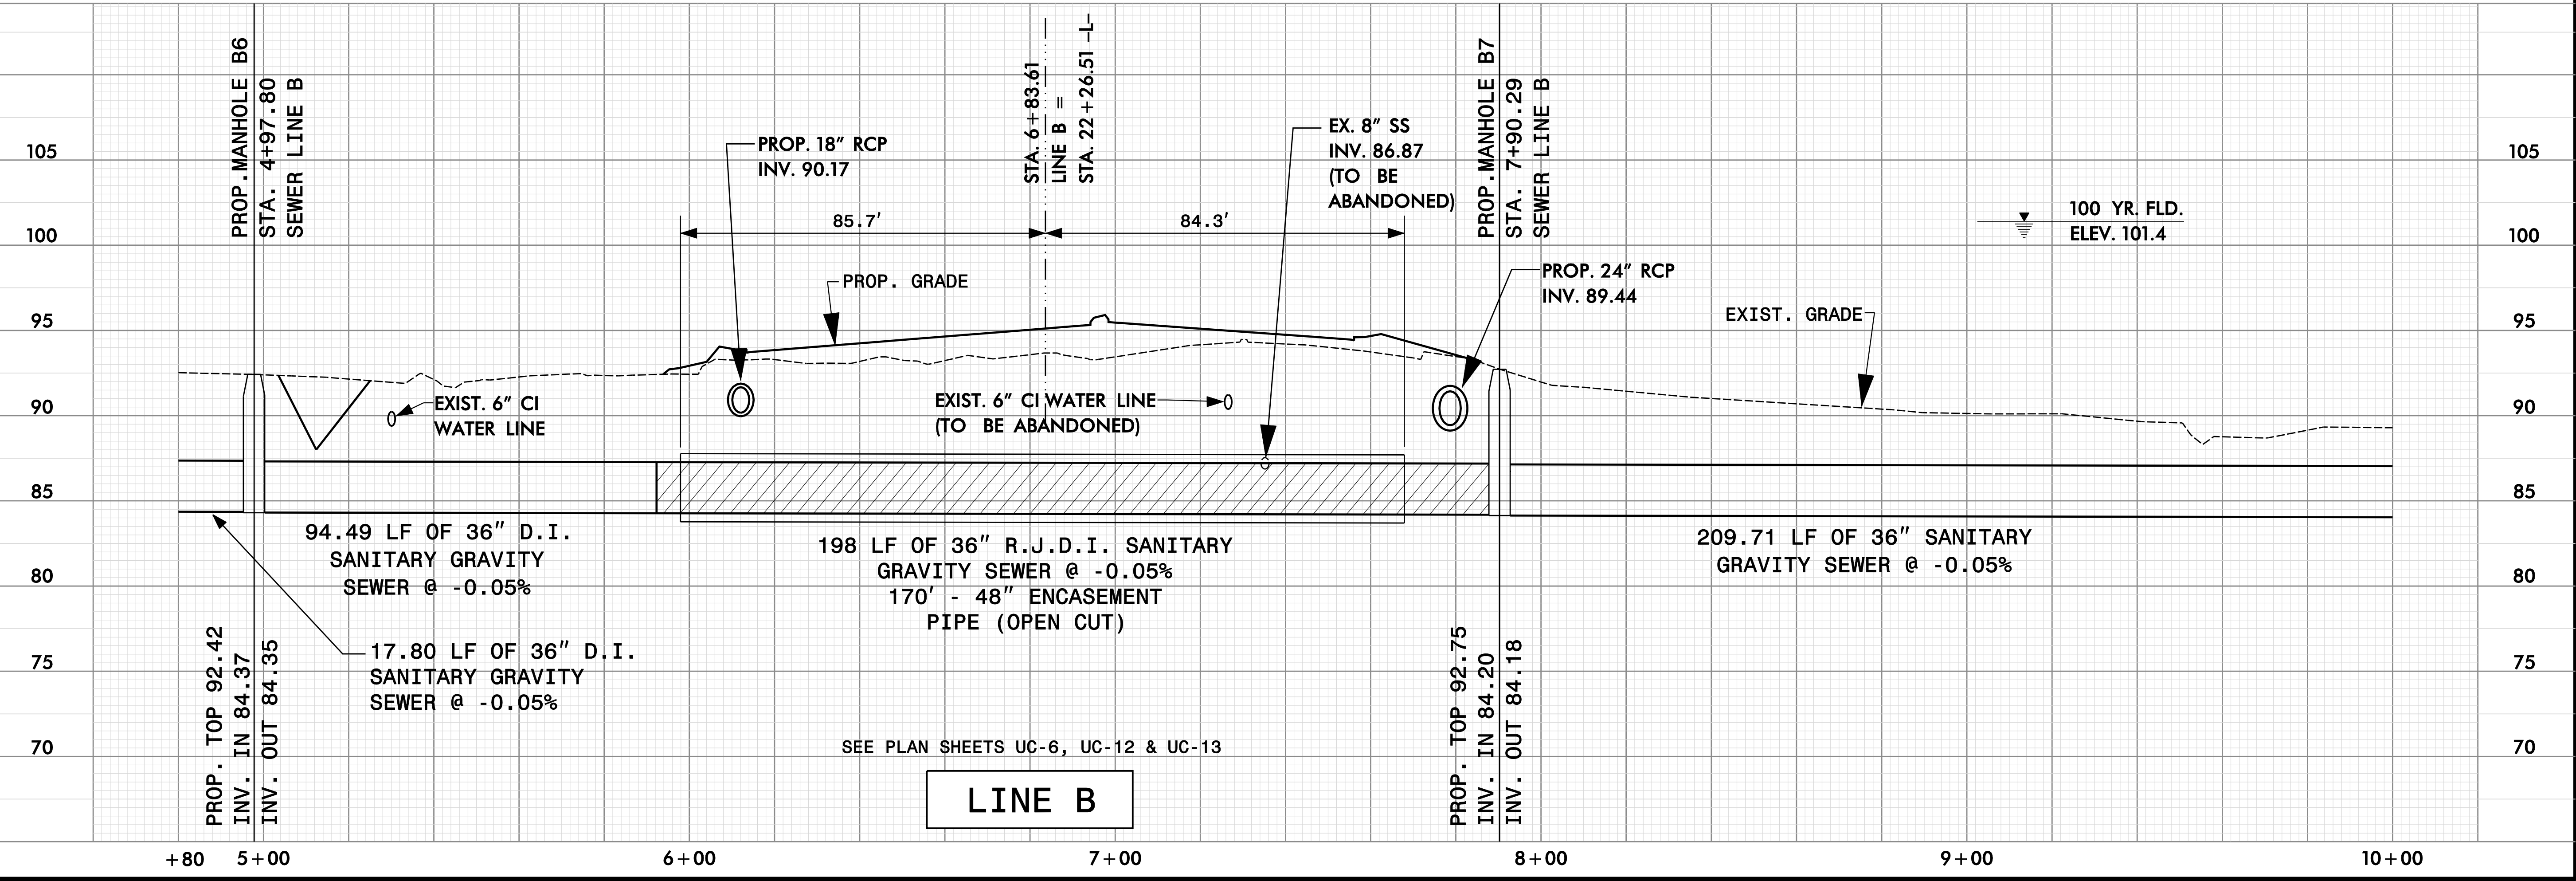 PROP.MANHOLE B6
STA. 4+97.80
SEWER LINE B
STA. 6+83.61
LINE B =
STA. 22+26.51 -L-
PROP.MANHOLE B7
STA. 7+90.29
SEWER LINE B
PROP. 18" RCP
INV. 90.17
EX. 8" SS
INV. 86.87
(TO BE
ABANDONED)
85.7'
84.3'
100 YR. FLD.
ELEV. 101.4
PROP. GRADE
PROP. 24" RCP
INV. 89.44
EXIST. GRADE
EXIST. 6" CI
WATER LINE
EXIST. 6" CI WATER LINE
(TO BE ABANDONED)
105
100
95
90
85
80
75
70
105
100
95
90
85
80
75
70
94.49 LF OF 36" D.I.
SANITARY GRAVITY
SEWER @ -0.05%
198 LF OF 36" R.J.D.I. SANITARY
GRAVITY SEWER @ -0.05%
170' - 48" ENCASEMENT
PIPE (OPEN CUT)
209.71 LF OF 36" SANITARY
GRAVITY SEWER @ -0.05%
17.80 LF OF 36" D.I.
SANITARY GRAVITY
SEWER @ -0.05%
PROP. TOP 92.42
INV. IN 84.37
INV. OUT 84.35
PROP. TOP 92.75
INV. IN 84.20
INV. OUT 84.18
SEE PLAN SHEETS UC-6, UC-12 & UC-13
LINE B
+80 5+00 6+00 7+00 8+00 9+00 10+00